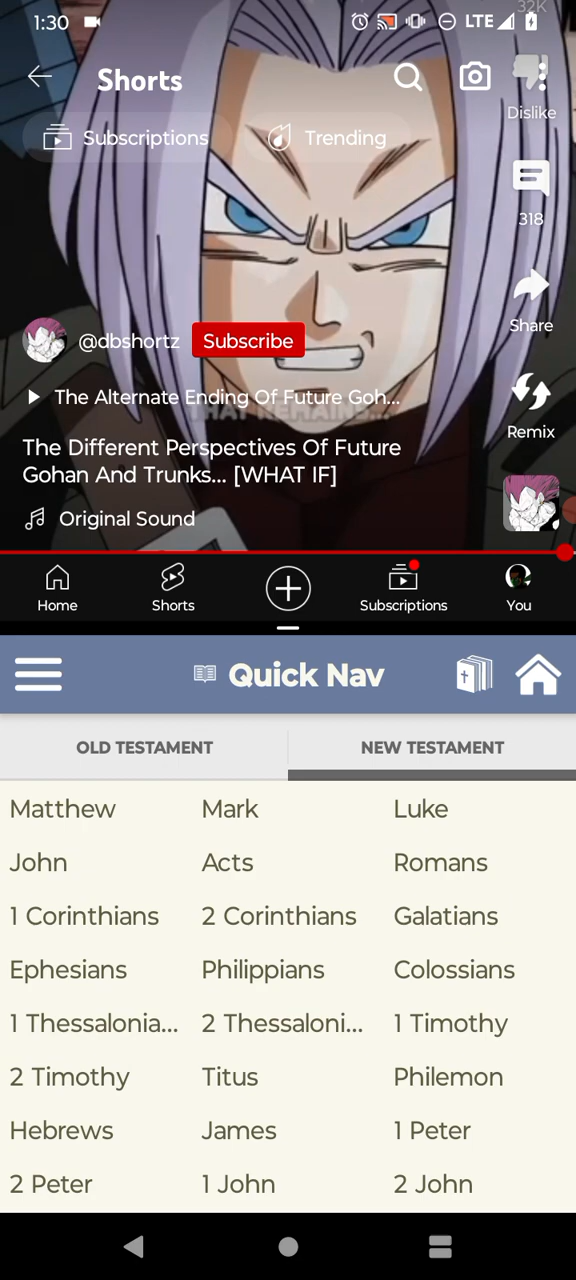 32K
1:30
LTE
Shorts
Dislike
Subscriptions
Trending
318
Share
@dbshortz
Subscribe
The Alternate Ending Of Future Goh...
THAT REMAINS...
Remix
The Different Perspectives Of Future
Gohan And Trunks... [WHAT IF]
Original Sound
Home
Shorts
Subscriptions
You
Quick Nav
OLD TESTAMENT
NEW TESTAMENT
Matthew
Mark
Luke
John
Acts
Romans
1 Corinthians
2 Corinthians
Galatians
Ephesians
Philippians
Colossians
1 Thessalonia...
2 Thessaloni...
1 Timothy
2 Timothy
Titus
Philemon
Hebrews
James
1 Peter
2 Peter
1 John
2 John